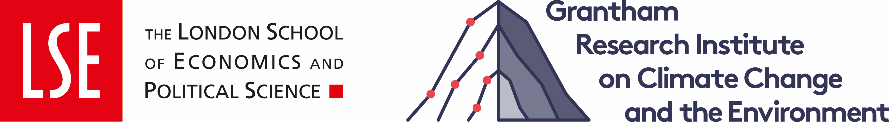 LSE
THE LONDON SCHOOL
OF ECONOMICS AND
POLITICAL SCIENCE
Grantham
Research Institute
on Climate Change
and the Environment